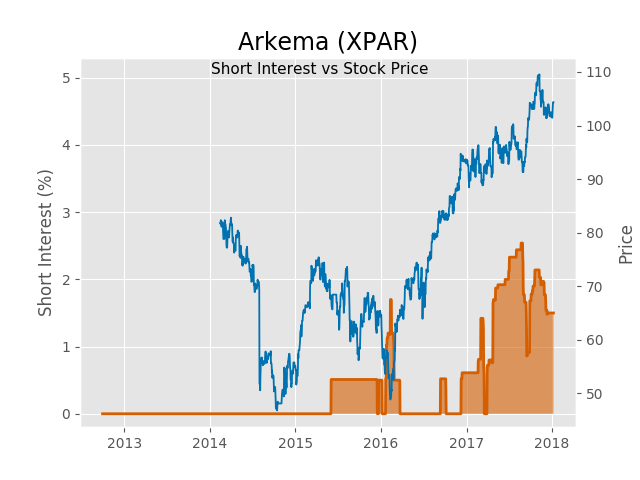 Arkema (XPAR)
Short Interest vs Stock Price
Short Interest (%)
5
4
3
2
1
0
110
100
90
80
70
60
50
Price
2013 2014 2015 2016 2017 2018